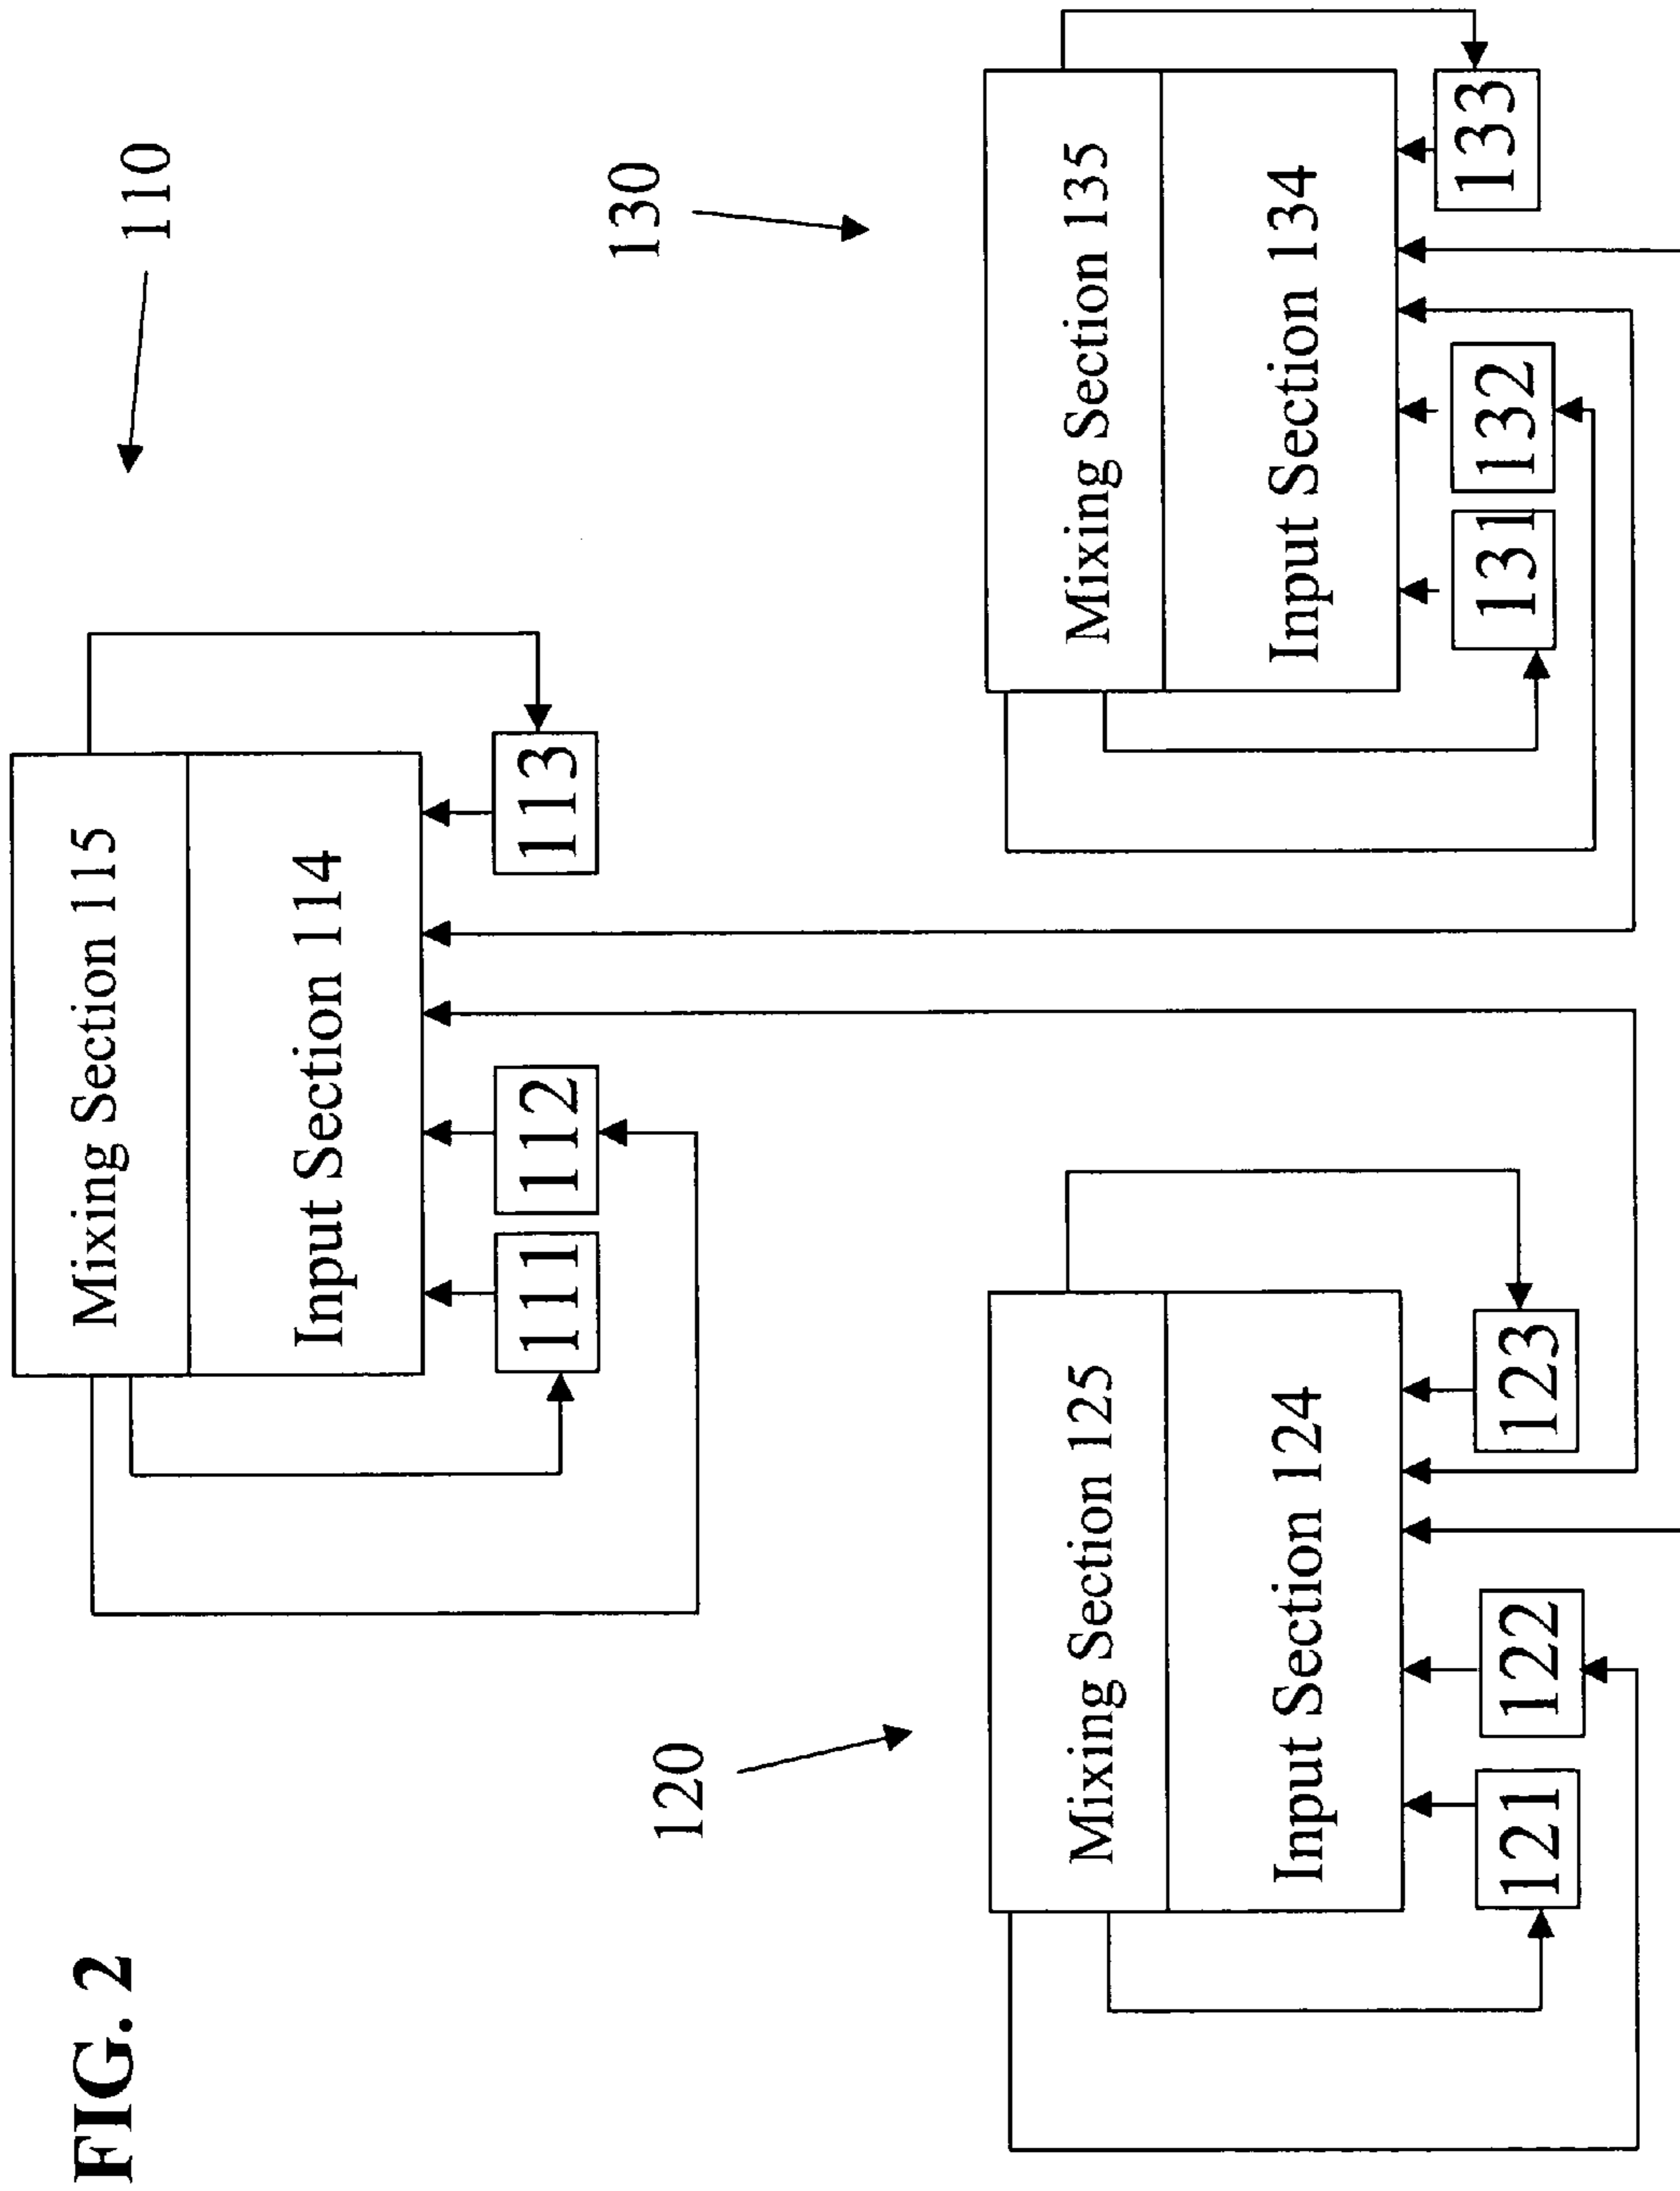 FIG. 2
110
Mixing Section 115
Input Section 114
111
112
113
120
Mixing Section 125
Input Section 124
121
122
123
130
Mixing Section 135
Input Section 134
131
132
133